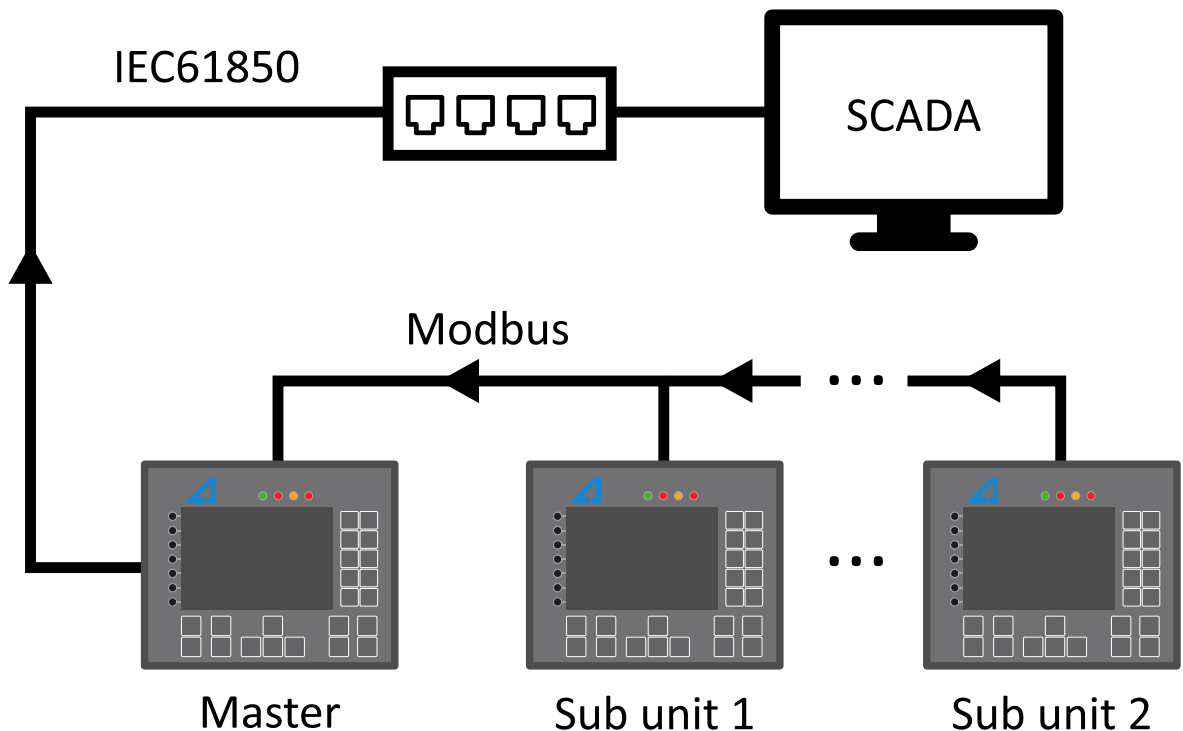 IEC61850
SCADA
Modbus
Master
Sub unit 1
Sub unit 2